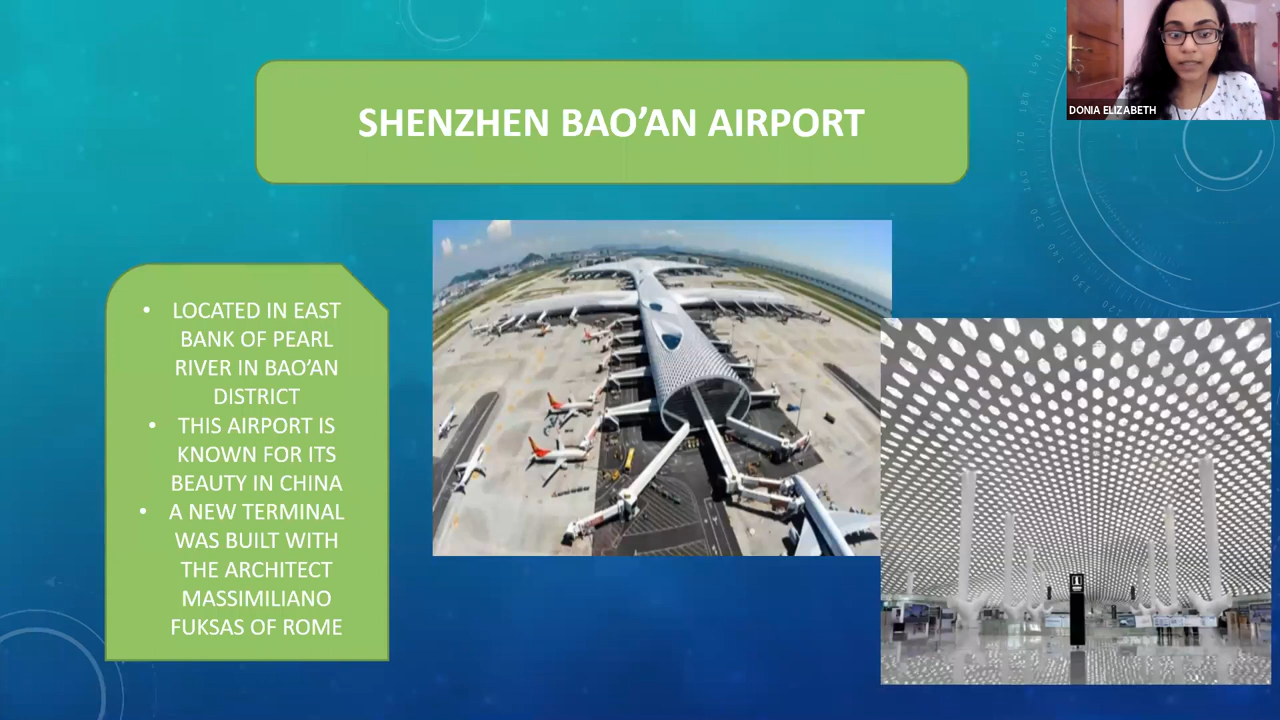 SHENZHEN BAO'AN AIRPORT
DONIA ELIZABETH
• LOCATED IN EAST
BANK OF PEARL
RIVER IN BAO'AN
DISTRICT
• THIS AIRPORT IS
KNOWN FOR ITS
BEAUTY IN CHINA
• A NEW TERMINAL
WAS BUILT WITH
THE ARCHITECT
MASSIMILIANO
FUKSAS OF ROME